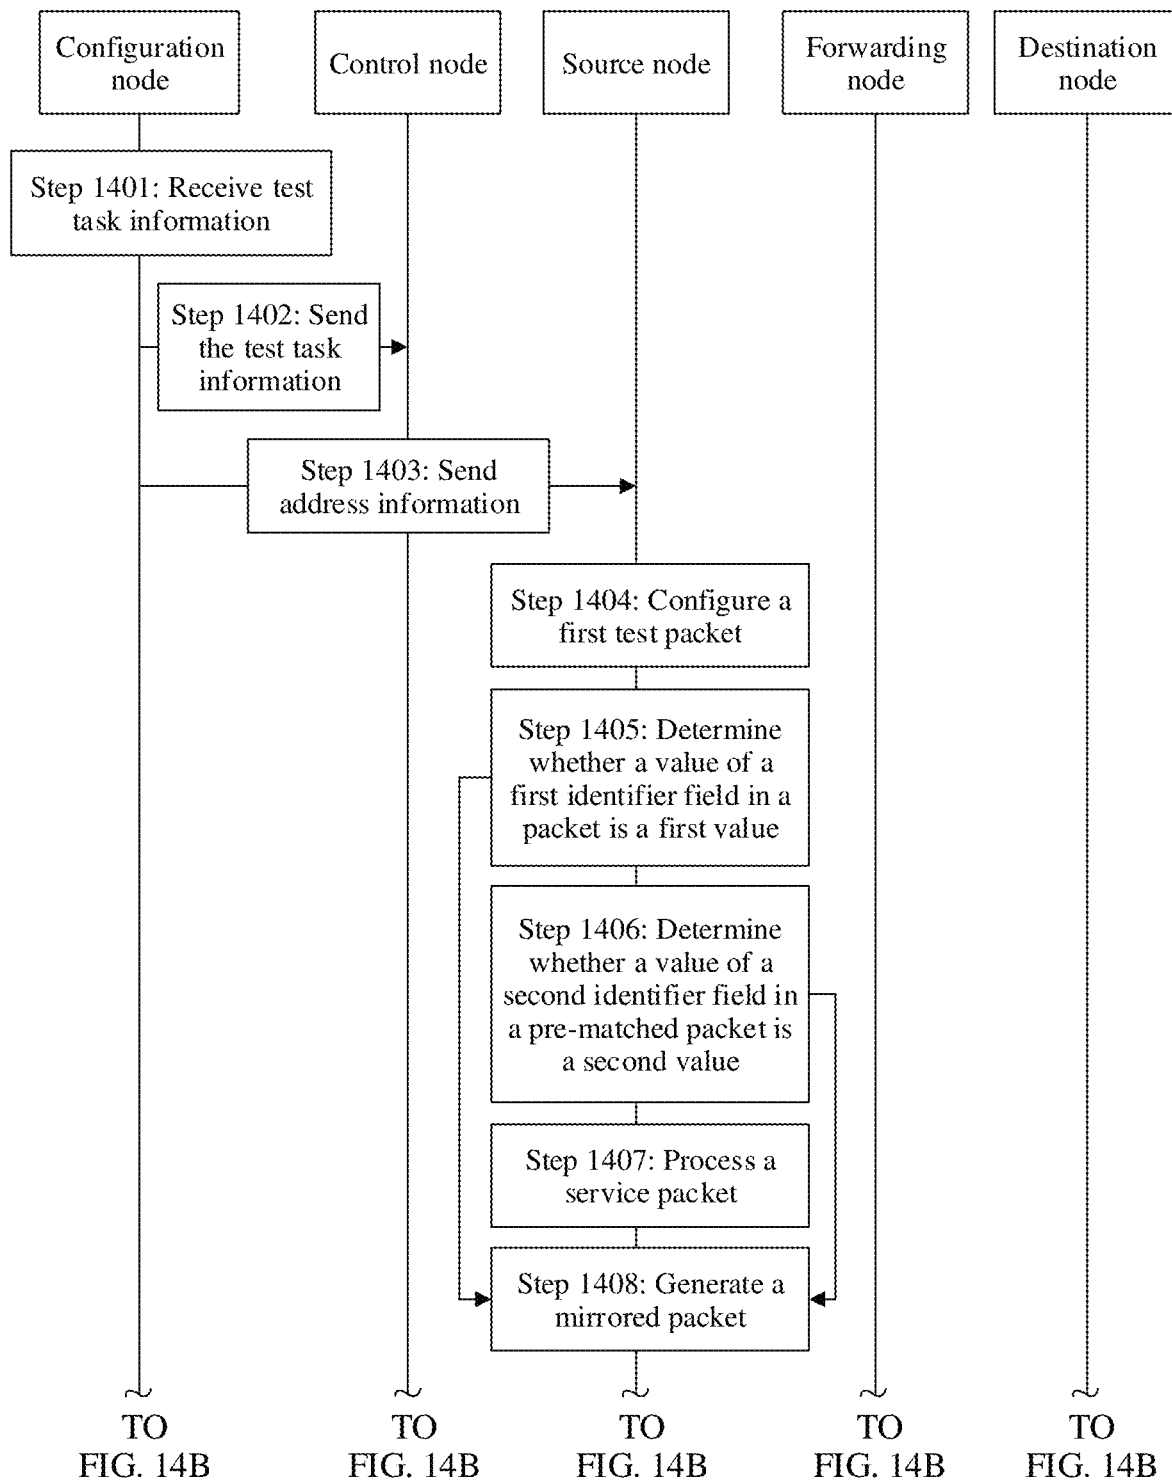 Configuration
node
Control node
Source node
Forwarding
node
Destination
node
Step 1401: Receive test
task information
Step 1402: Send
the test task
information
Step 1403: Send
address information
Step 1404: Configure a
first test packet
Step 1405: Determine
whether a value of a
first identifier field in a
packet is a first value
Step 1406: Determine
whether a value of a
second identifier field in
a pre-matched packet is
a second value
Step 1407: Process a
service packet
Step 1408: Generate a
mirrored packet
TO
FIG. 14B
TO
FIG. 14B
TO
FIG. 14B
TO
FIG. 14B
TO
FIG. 14B